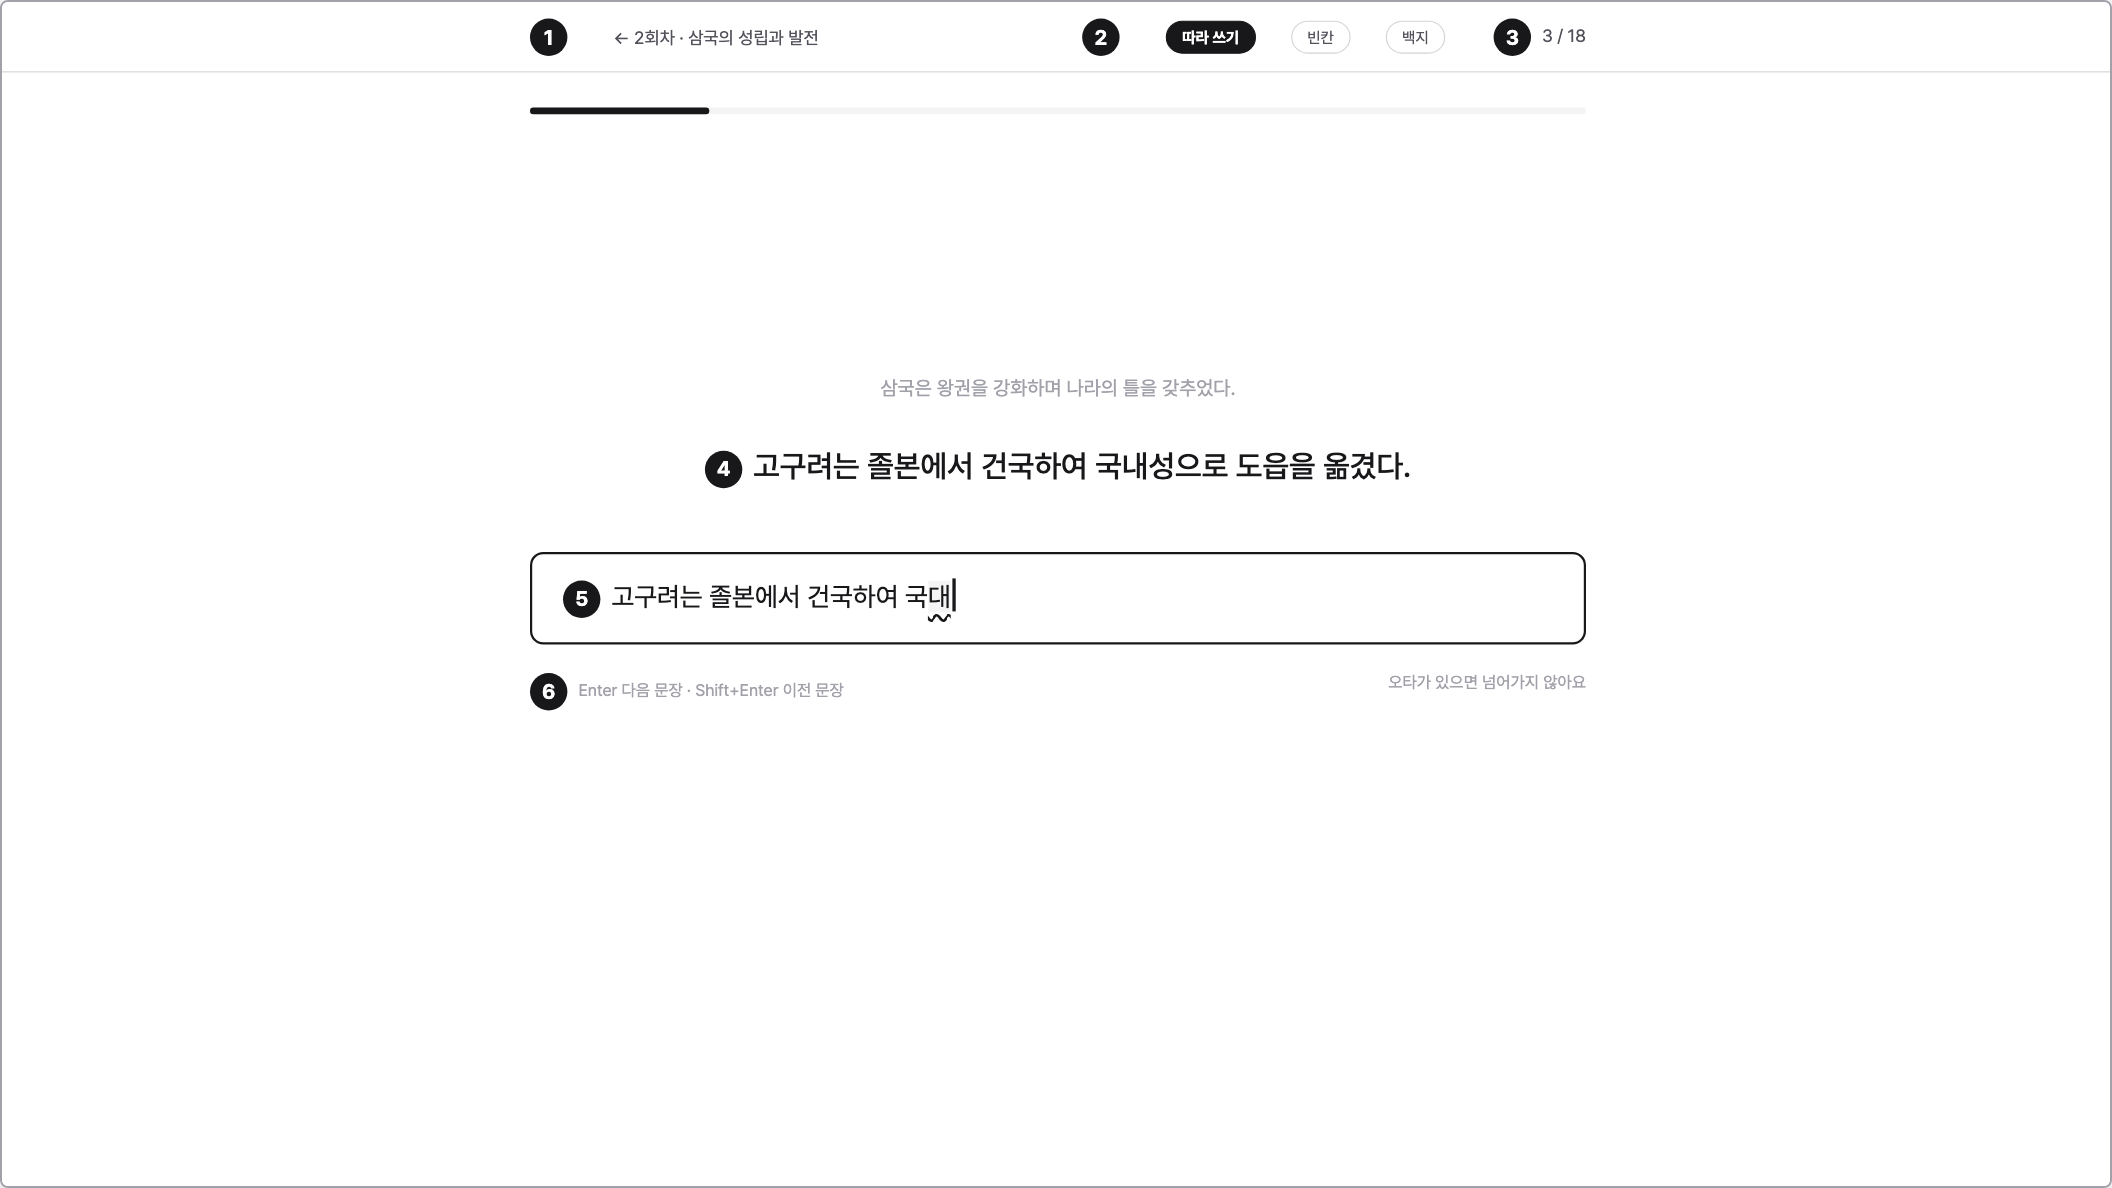 1 ← 2회차 · 삼국의 성립과 발전 2 따라 쓰기 빈칸 백지 3 3 / 18
삼국은 왕권을 강화하며 나라의 틀을 갖추었다.
4 고구려는 졸본에서 건국하여 국내성으로 도읍을 옮겼다.
5 고구려는 졸본에서 건국하여 국대
6 Enter 다음 문장 · Shift+Enter 이전 문장 오타가 있으면 넘어가지 않아요